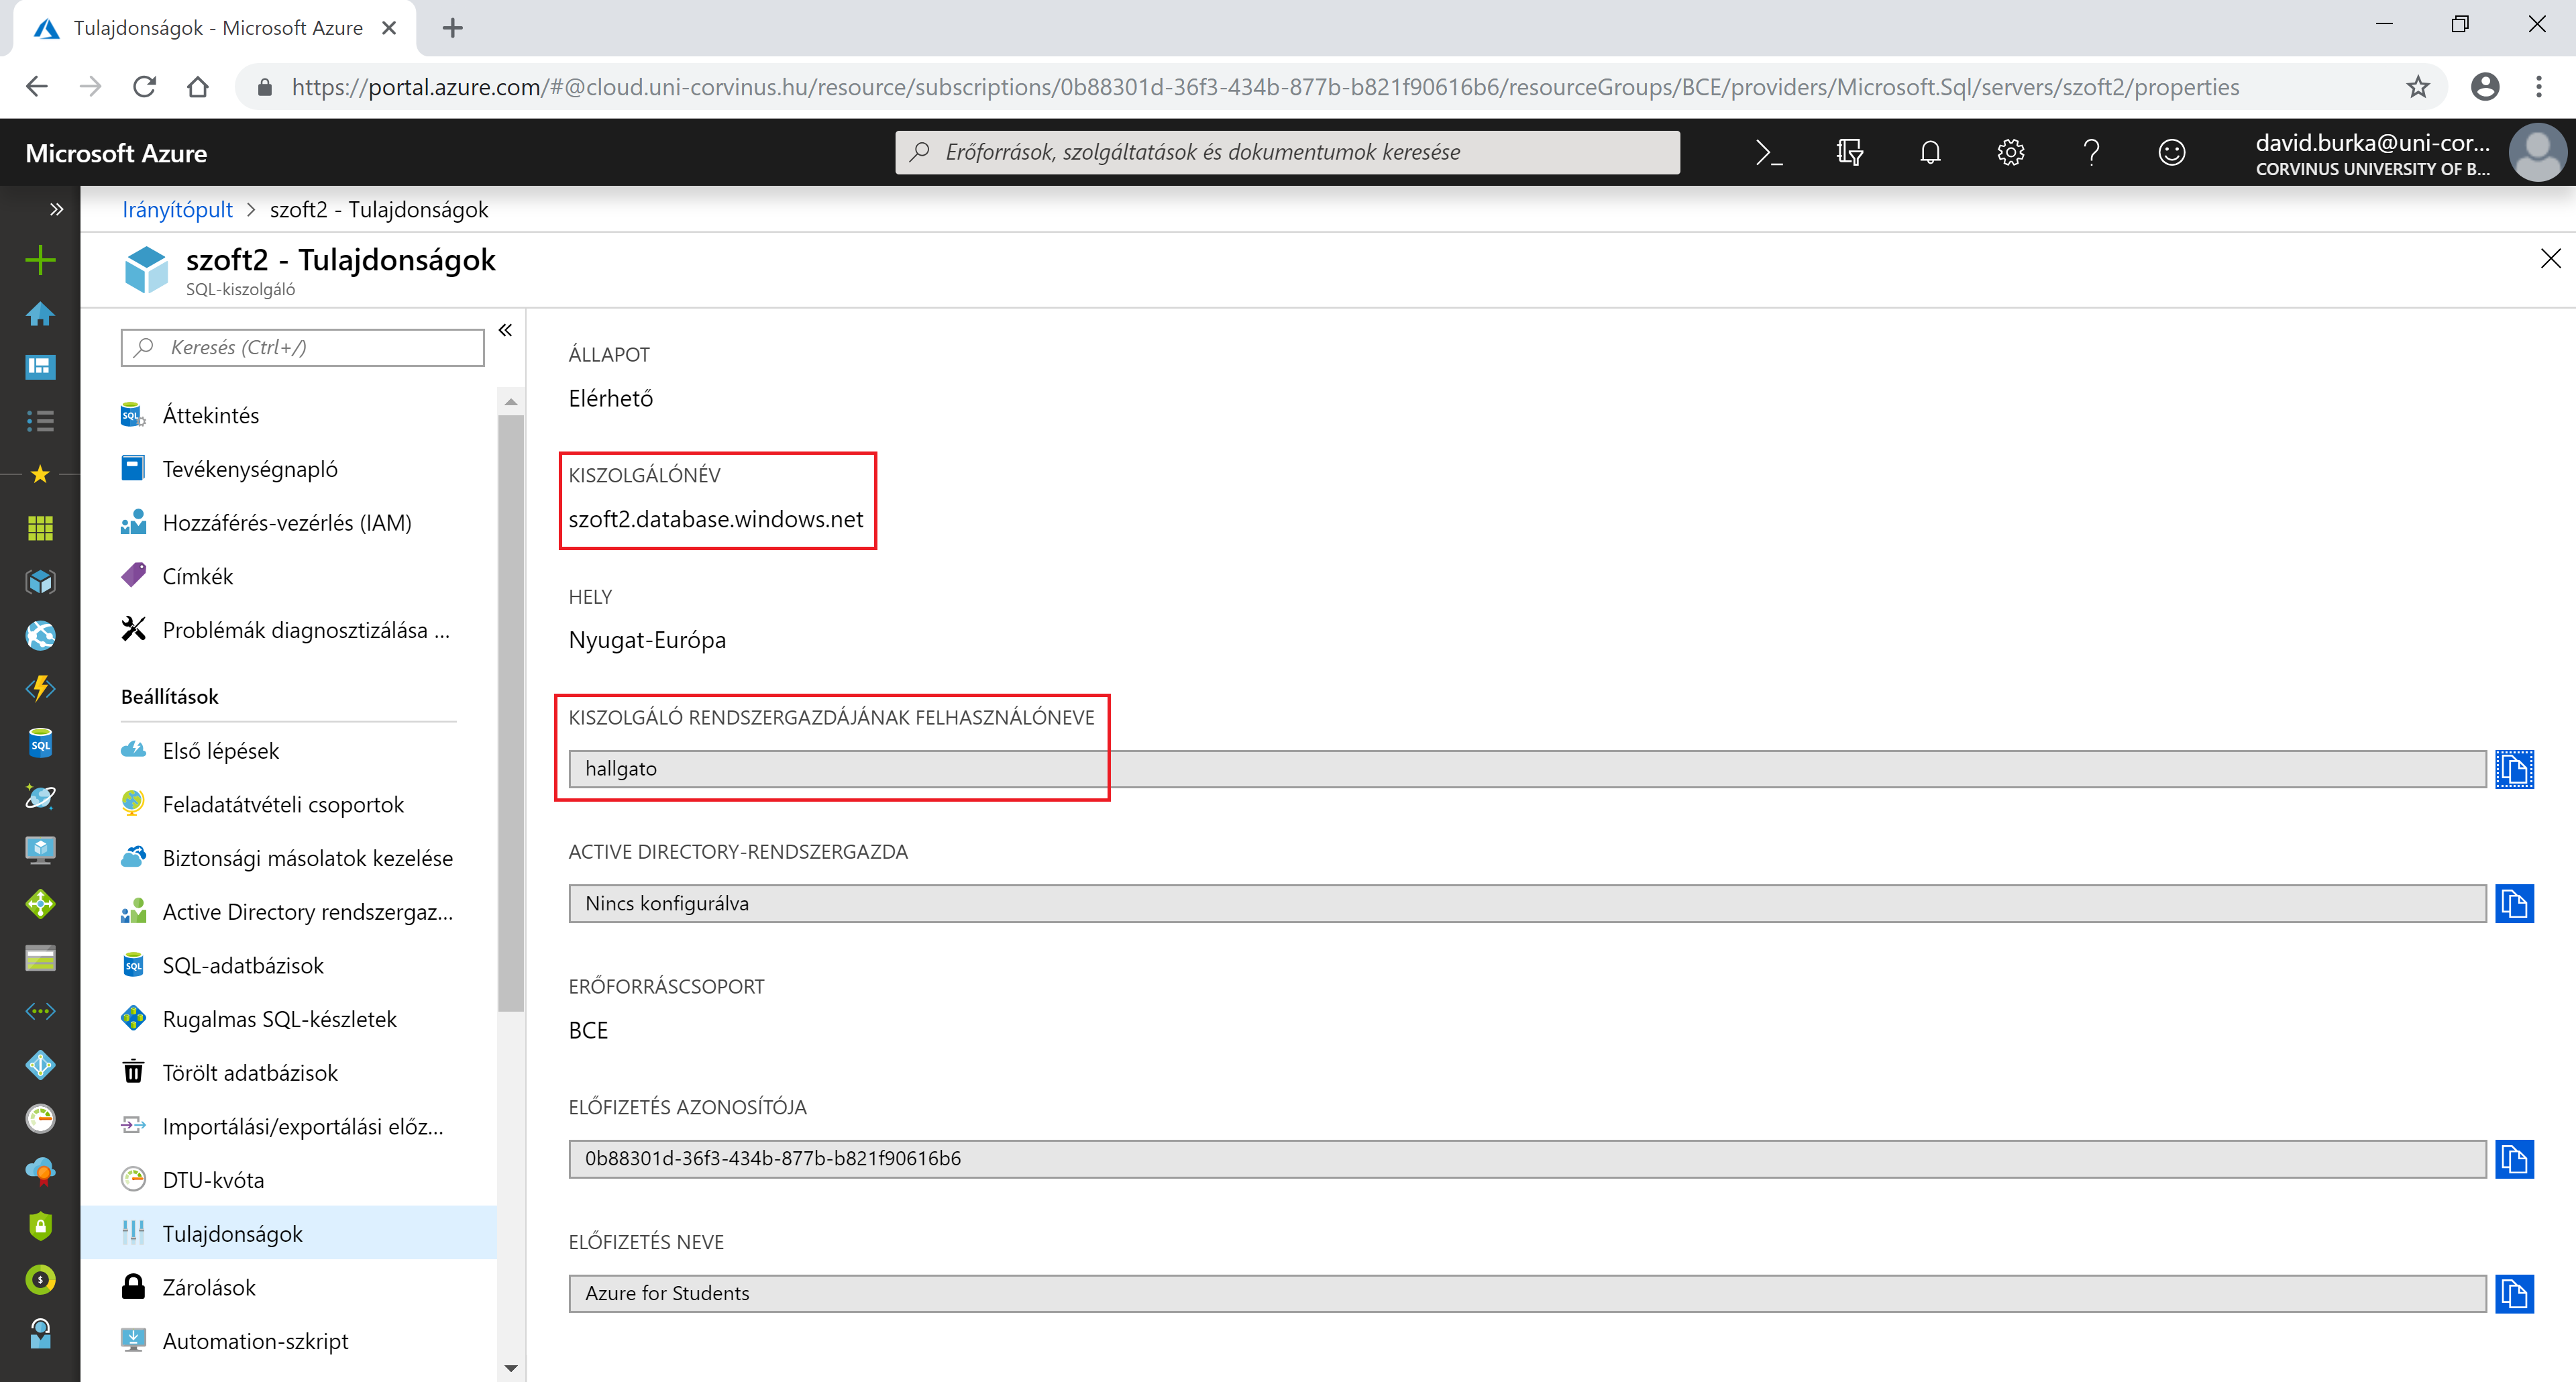 Tulajdonságok - Microsoft Azure
https://portal.azure.com/#@cloud.uni-corvinus.hu/resource/subscriptions/0b88301d-36f3-434b-877b-b821f90616b6/resourceGroups/BCE/providers/Microsoft.Sql/servers/szoft2/properties
Microsoft Azure
Erőforrások, szolgáltatások és dokumentumok keresése
david.burka@uni-cor...
CORVINUS UNIVERSITY OF B...
Irányítópult > szoft2 - Tulajdonságok
szoft2 - Tulajdonságok
SQL-kiszolgáló
Keresés (Ctrl+/)
Áttekintés
Tevékenységnapló
Hozzáférés-vezérlés (IAM)
Címkék
Problémák diagnosztizálása ...
Beállítások
Első lépések
Feladatátvételi csoportok
Biztonsági másolatok kezelése
Active Directory rendszergaz...
SQL-adatbázisok
Rugalmas SQL-készletek
Törölt adatbázisok
Importálási/exportálási előz...
DTU-kvóta
Tulajdonságok
Zárolások
Automation-szkript
ÁLLAPOT
Elérhető
KISZOLGÁLÓNÉV
szoft2.database.windows.net
HELY
Nyugat-Európa
KISZOLGÁLÓ RENDSZERGAZDÁJÁNAK FELHASZNÁLÓNEVE
hallgato
ACTIVE DIRECTORY-RENDSZERGAZDA
Nincs konfigurálva
ERŐFORRÁSCSOPORT
BCE
ELŐFIZETÉS AZONOSÍTÓJA
0b88301d-36f3-434b-877b-b821f90616b6
ELŐFIZETÉS NEVE
Azure for Students